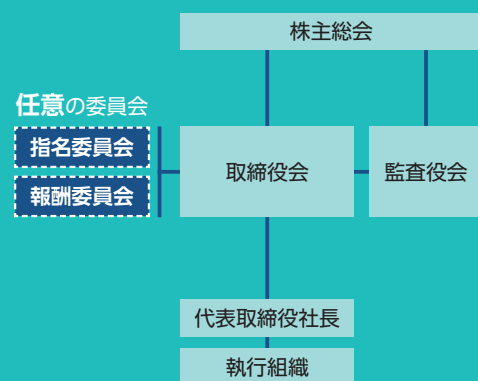 株主総会
任意の委員会
指名委員会
報酬委員会
取締役会
監査役会
代表取締役社長
執行組織